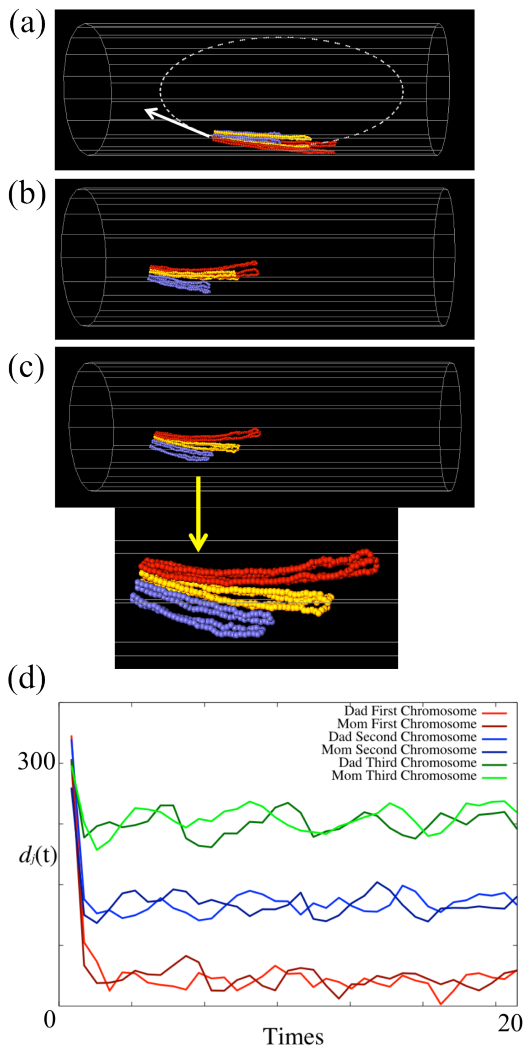 (a)
(b)
(c)
(d)
Dad First Chromosome
Mom First Chromosome
Dad Second Chromosome
Mom Second Chromosome
Dad Third Chromosome
Mom Third Chromosome
300
dⱼ(t)
0
20
Times